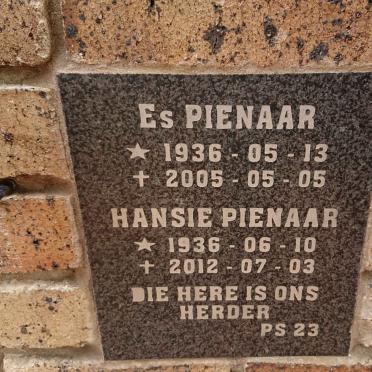 Es PIENAAR
★ 1936 - 05 - 13
✝ 2005 - 05 - 05
HANSIE PIENAAR
★ 1936 - 06 - 10
✝ 2012 - 07 - 03
DIE HERE IS ONS
HERDER
PS 23